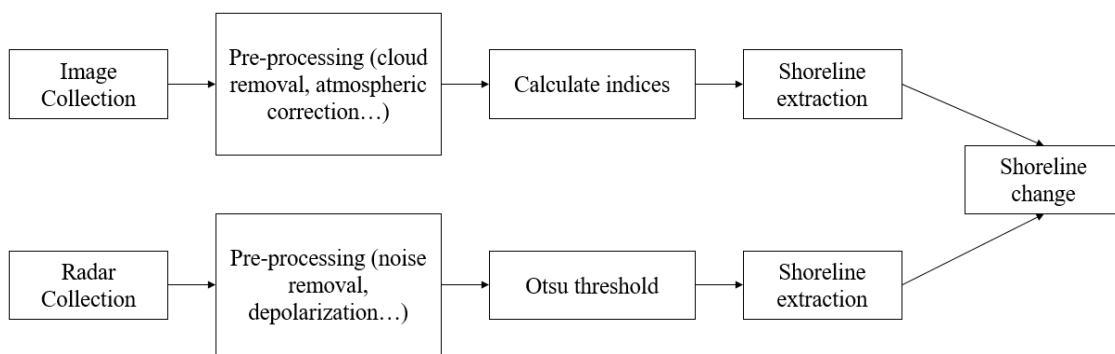 Image
Collection
Pre-processing (cloud
removal, atmospheric
correction…)
Calculate indices
Shoreline
extraction
Shoreline
change
Radar
Collection
Pre-processing (noise
removal,
depolarization…)
Otsu threshold
Shoreline
extraction